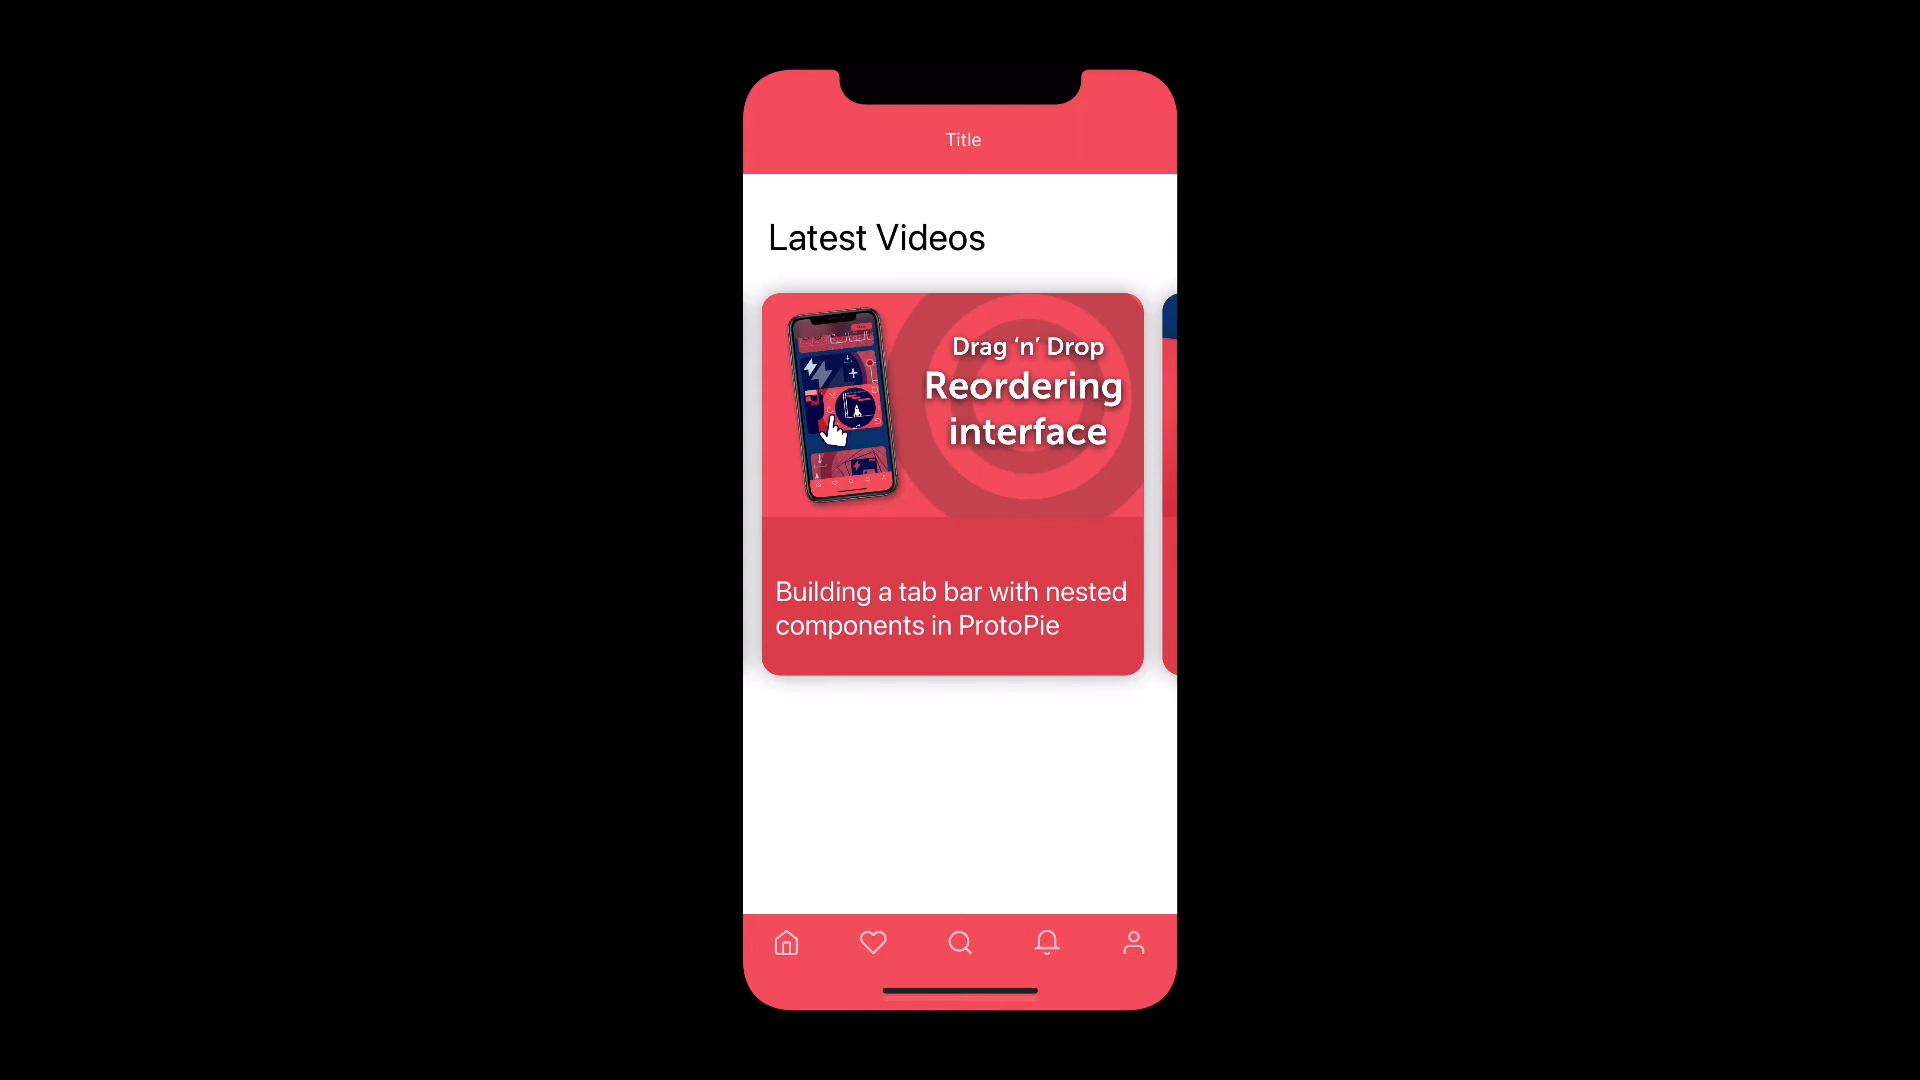 Title
Latest Videos
Drag ‘n’ Drop
Reordering
interface
Building a tab bar with nested
components in ProtoPie